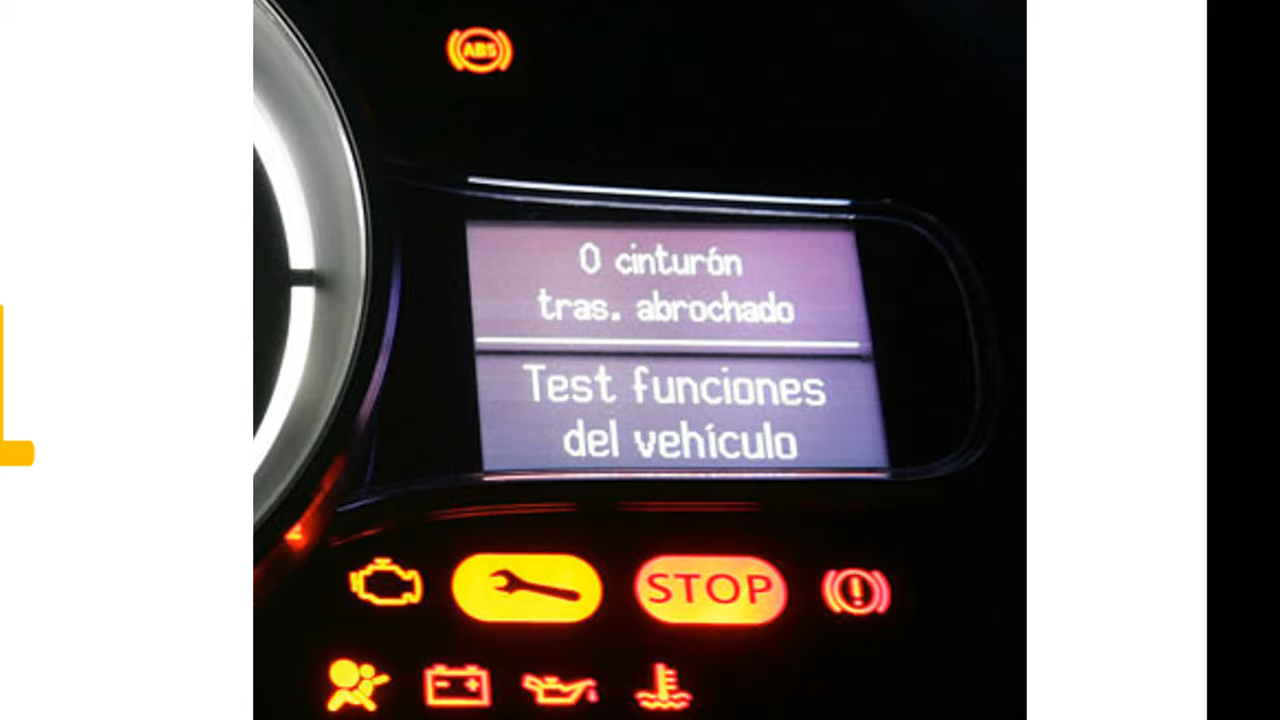 ABS
0 cinturón
tras. abrochado
Test funciones
del vehículo
STOP